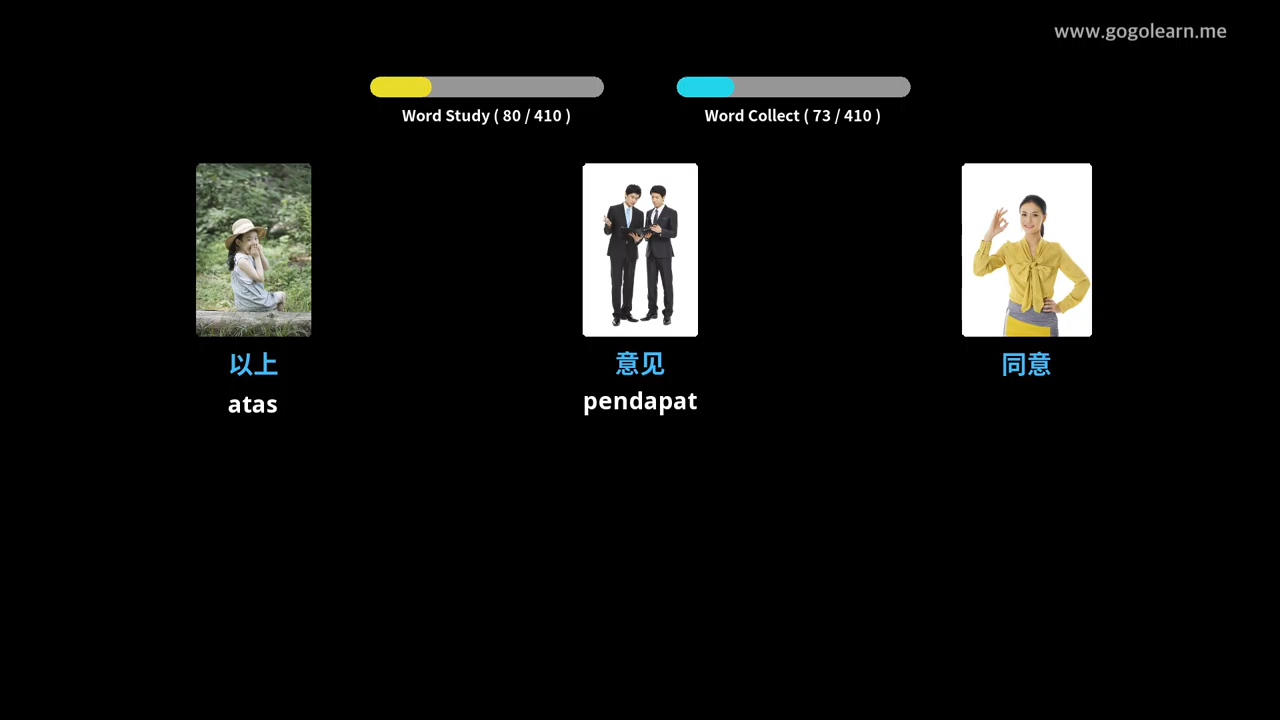 www.gogolearn.me
Word Study ( 80 / 410 )
Word Collect ( 73 / 410 )
以上
意见
同意
atas
pendapat